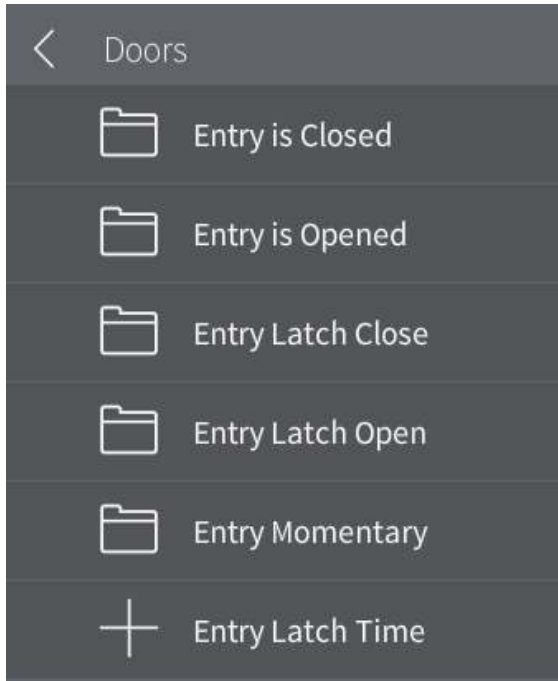 Doors
Entry is Closed
Entry is Opened
Entry Latch Close
Entry Latch Open
Entry Momentary
Entry Latch Time